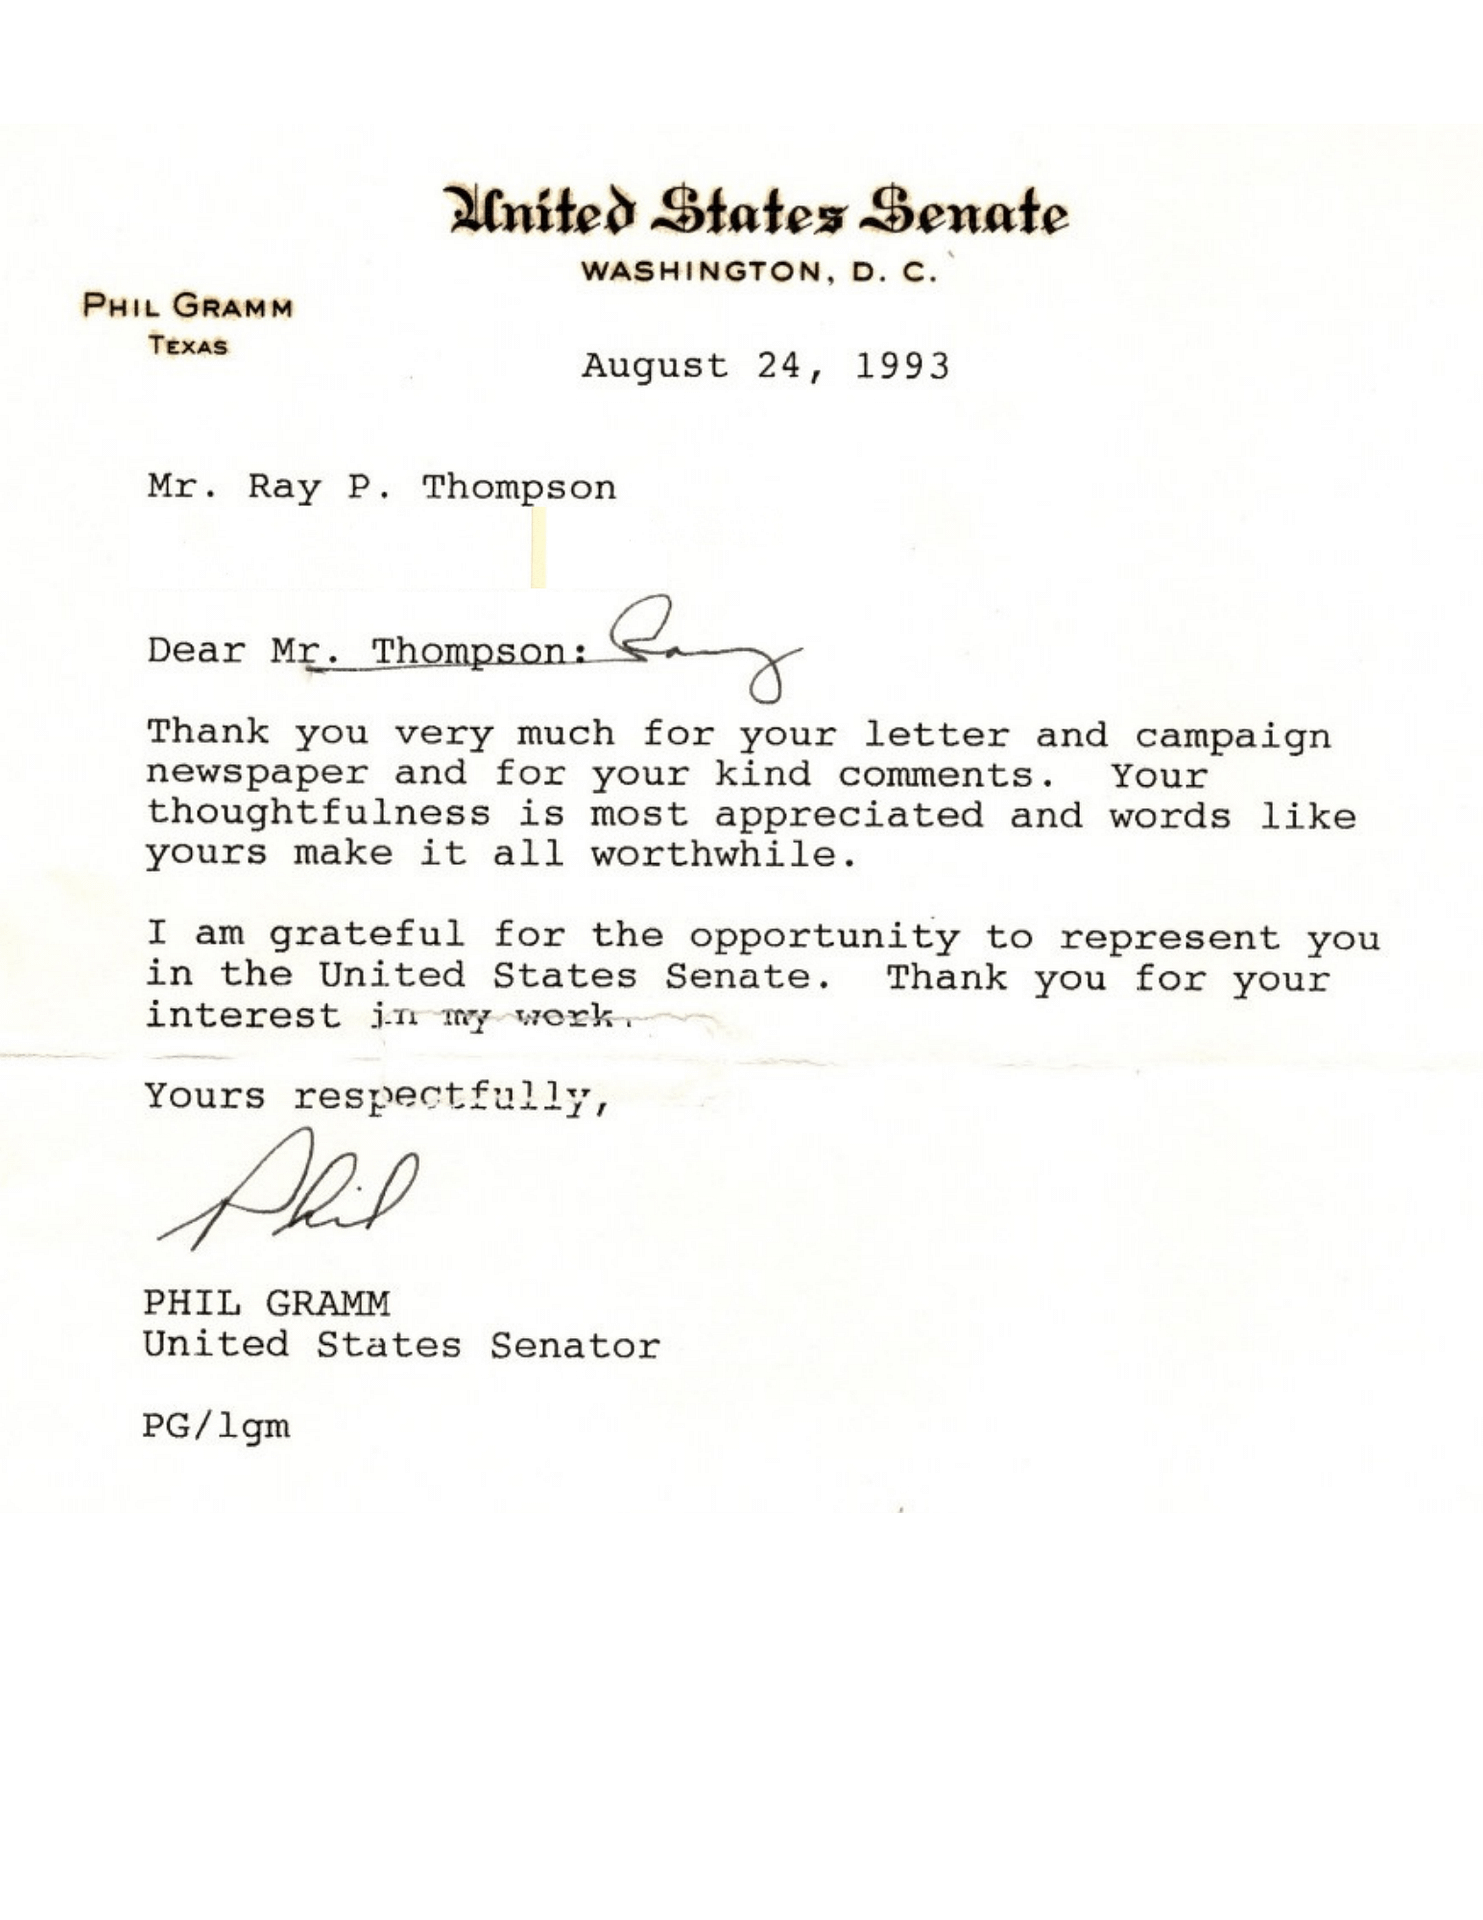 United States Senate
WASHINGTON, D. C.
PHIL GRAMM
TEXAS
August 24, 1993
Mr. Ray P. Thompson
Dear Mr. Thompson: Ray
Thank you very much for your letter and campaign
newspaper and for your kind comments.  Your
thoughtfulness is most appreciated and words like
yours make it all worthwhile.
I am grateful for the opportunity to represent you
in the United States Senate.  Thank you for your
interest in my work.
Yours respectfully,
Phil
PHIL GRAMM
United States Senator
PG/lgm